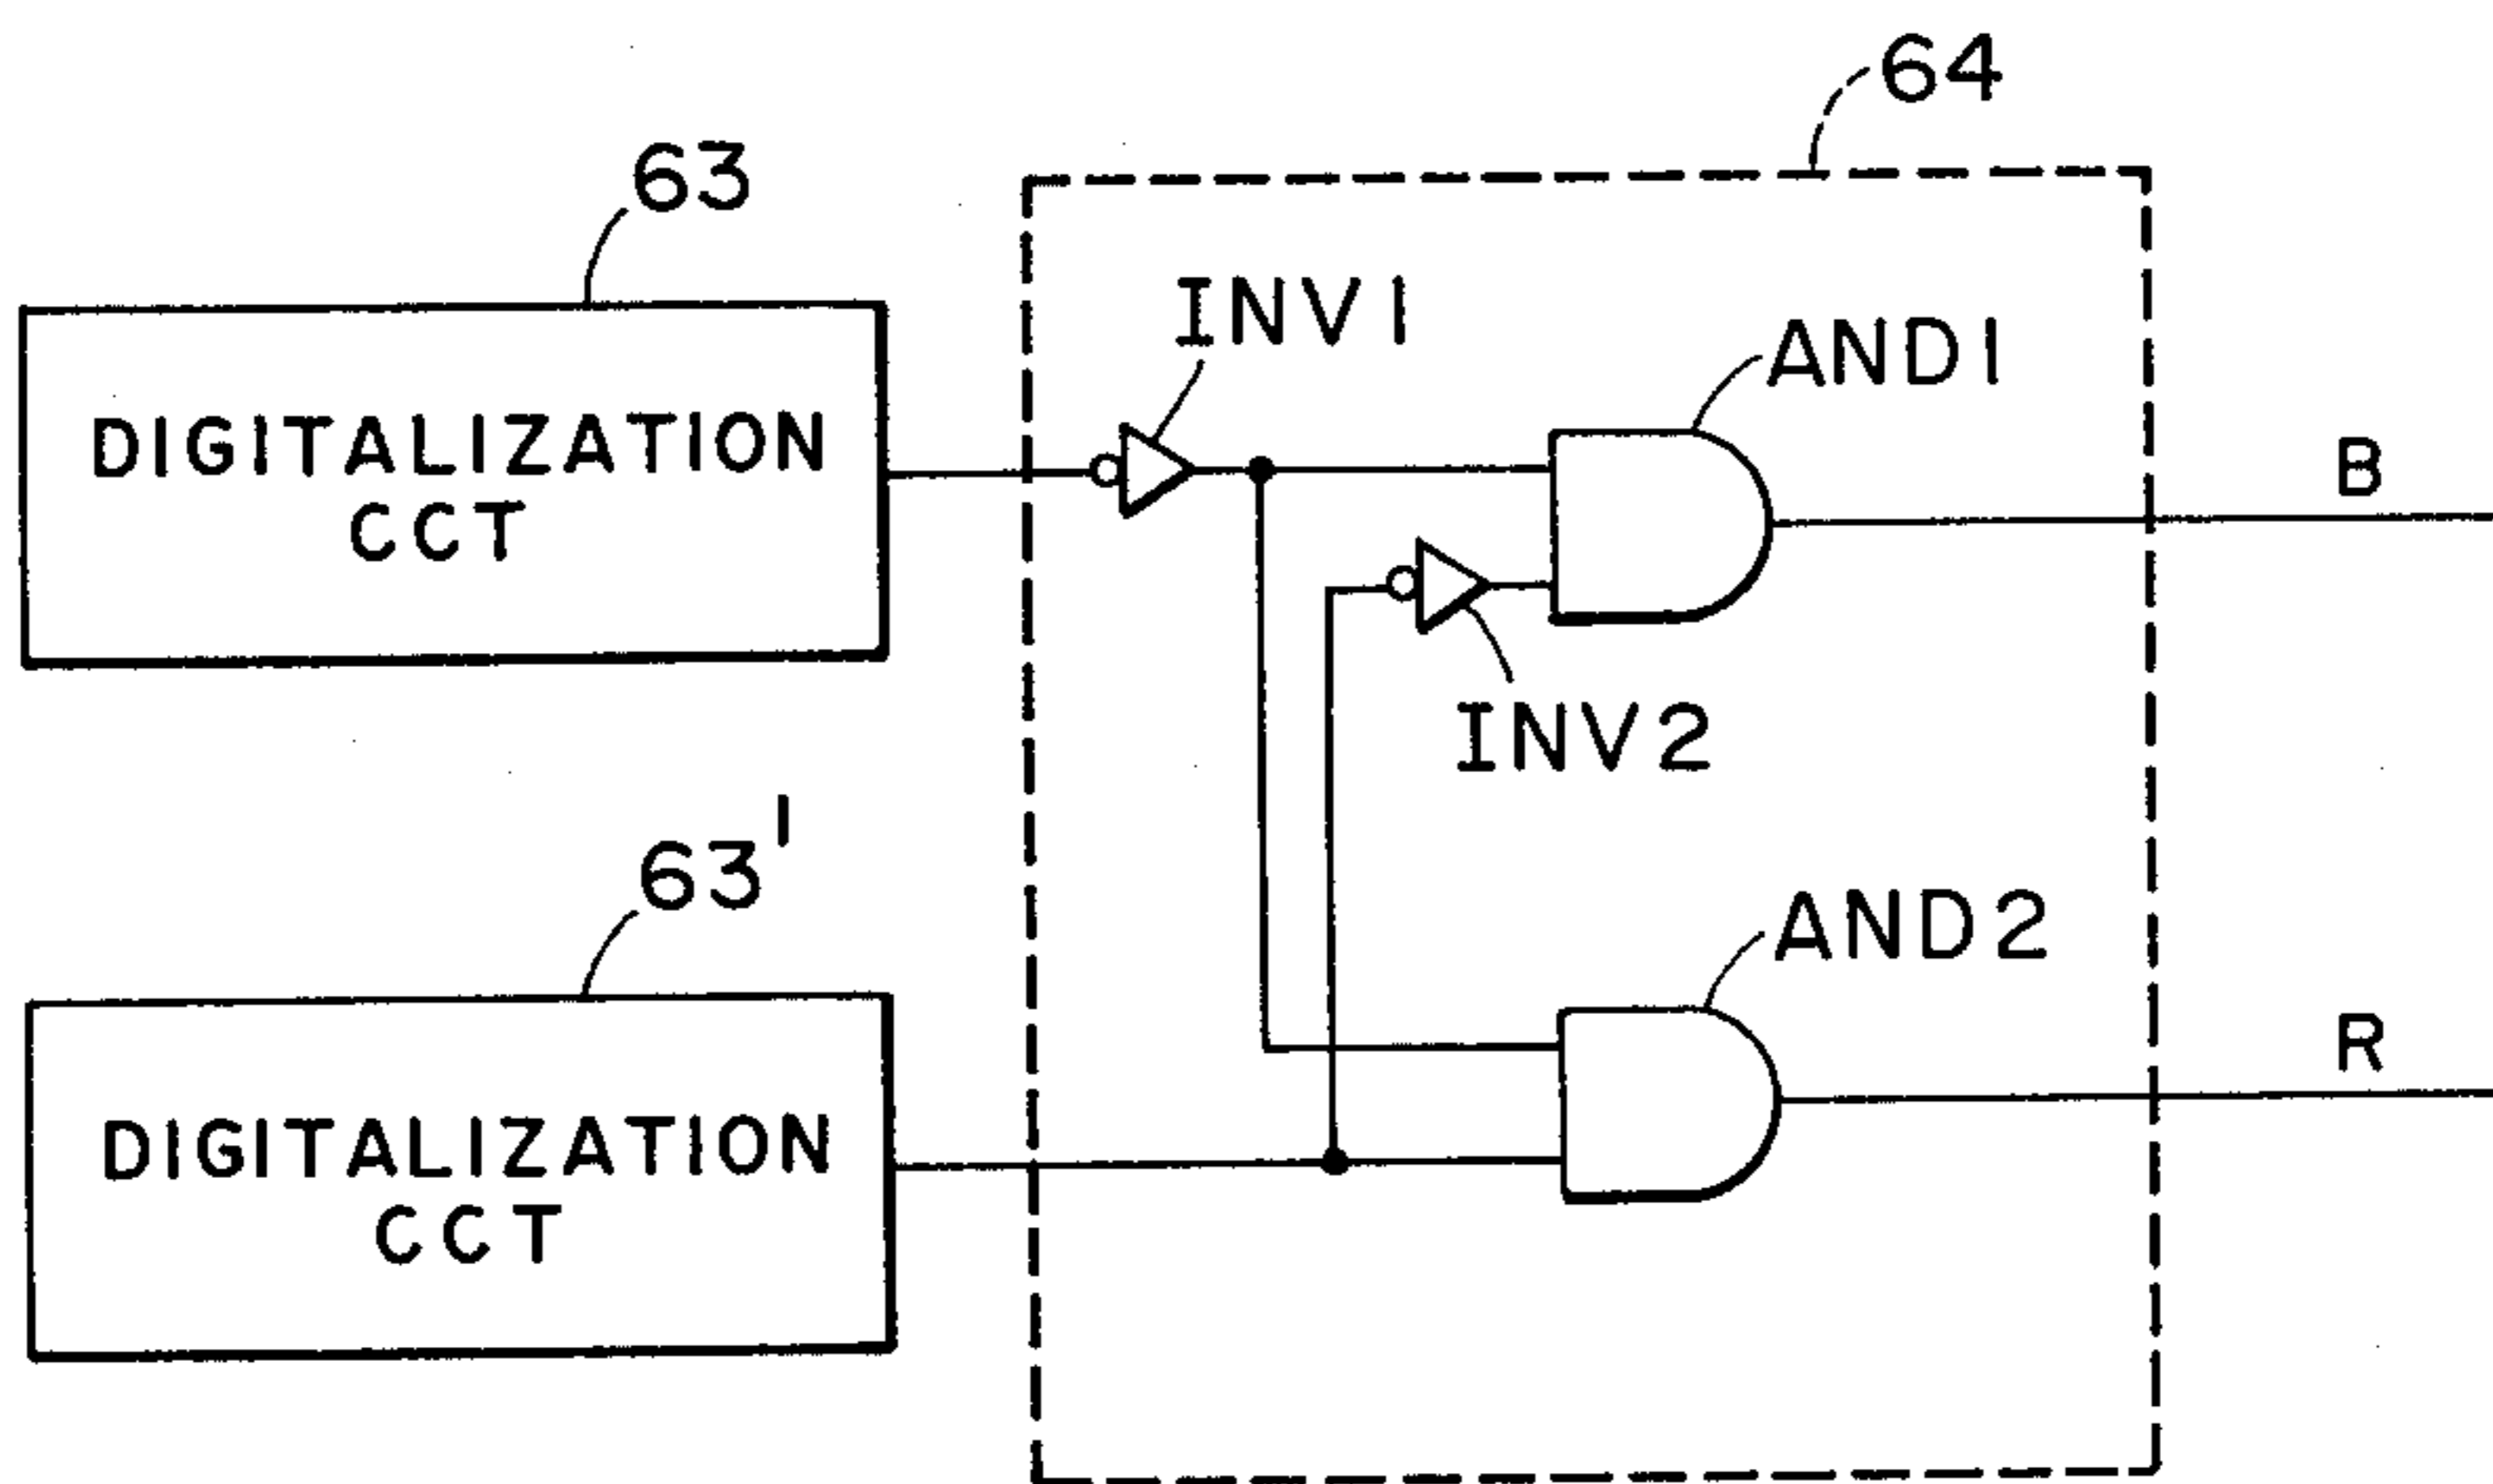 64
63
INV1
AND1
DIGITALIZATION
CCT
B
INV2
63'
AND2
R
DIGITALIZATION
CCT